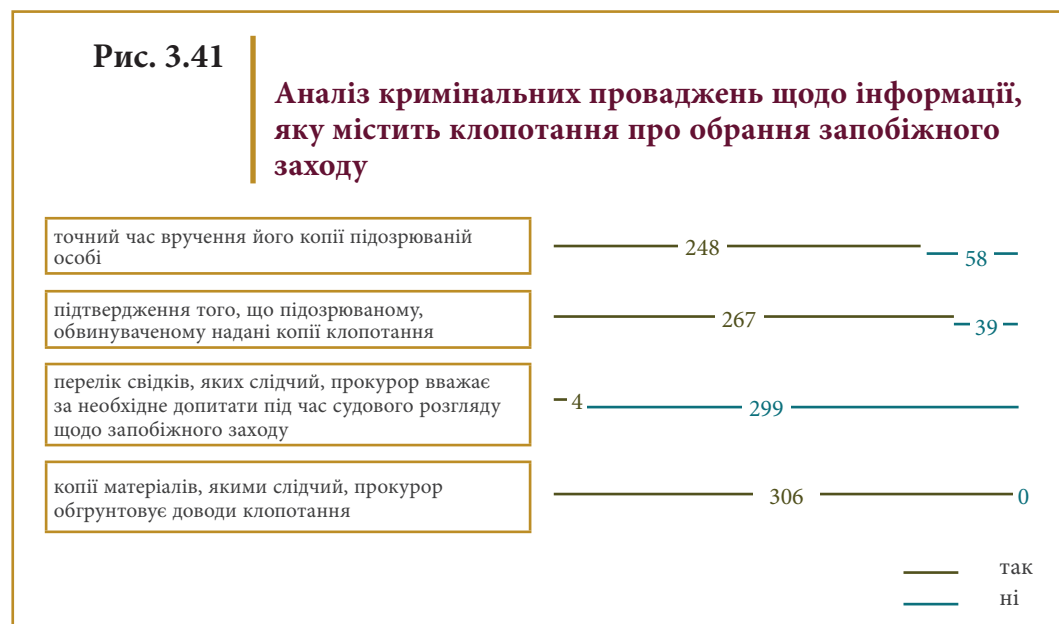 Рис. 3.41
Аналіз кримінальних проваджень щодо інформації,
яку містить клопотання про обрання запобіжного
заходу
точний час вручення його копії підозрюваній
особі
248
58
підтвердження того, що підозрюваному,
обвинуваченому надані копії клопотання
267
39
перелік свідків, яких слідчий, прокурор вважає
за необхідне допитати під час судового розгляду
щодо запобіжного заходу
4
299
копії матеріалів, якими слідчий, прокурор
обгрунтовує доводи клопотання
306
0
так
ні